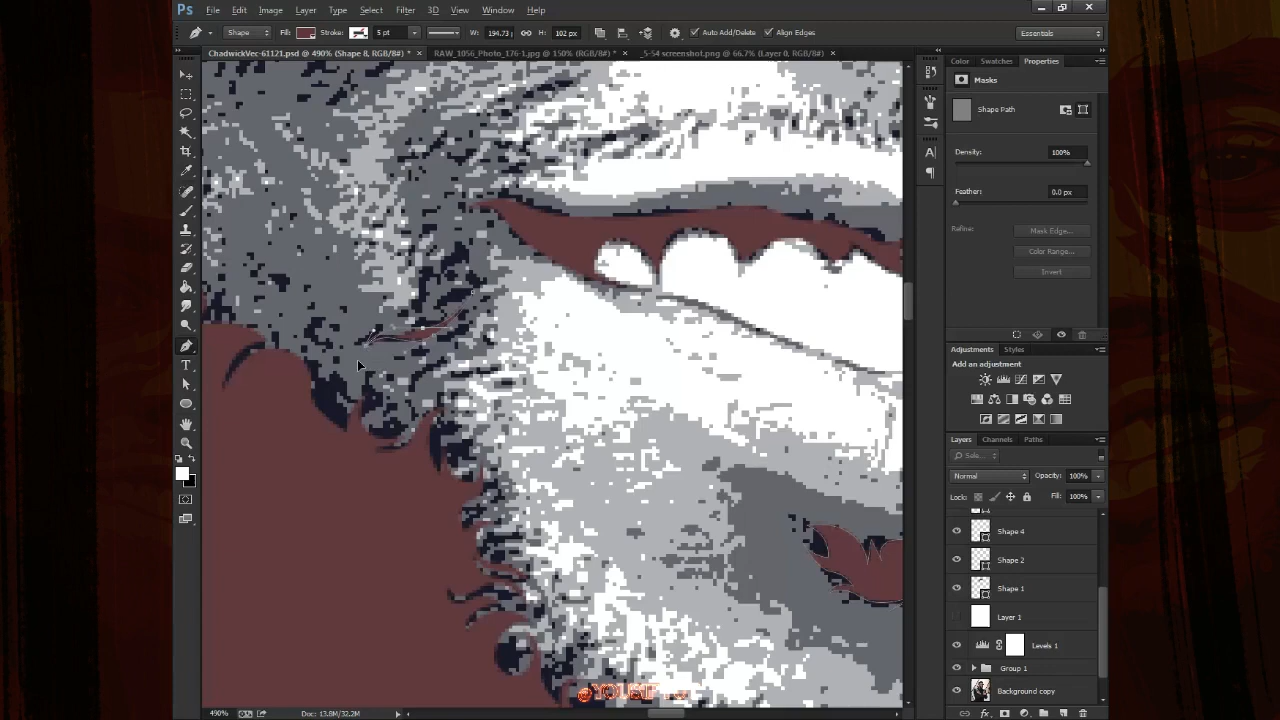 Ps File Edit Image Layer Type Select Filter 3D View Window Help
Shape Fill: Stroke: 5 pt W: 194.73 H: 102 px Auto Add/Delete Align Edges Essentials
ChadwickVec-61121.psd @ 490% (Shape 8, RGB/8#) * × RAW_1056_Photo_176-1.jpg @ 150% (RGB/8#) * × _5-54 screenshot.png @ 66.7% (Layer 0, RGB/8#) ×
Color Swatches Properties
Masks
Shape Path
Density: 100%
Feather: 0.0 px
Refine: Mask Edge...
Color Range...
Invert
Adjustments Styles
Add an adjustment
Layers Channels Paths
Normal Opacity: 100%
Lock: Fill: 100%
Shape 4
Shape 2
Shape 1
Layer 1
Levels 1
Group 1
Background copy
490% Doc: 13.8M/32.2M